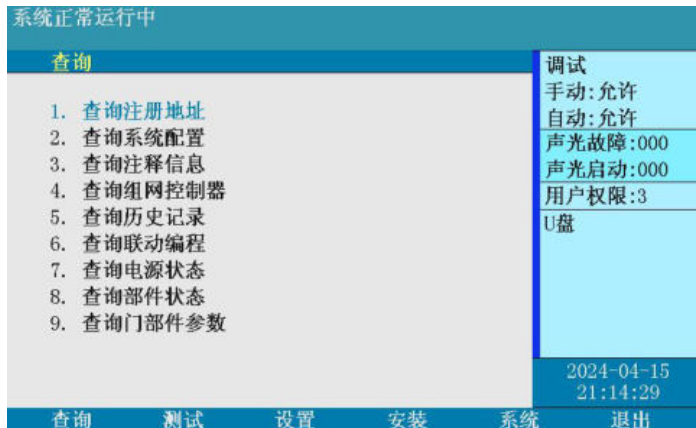 系统正常运行中
查询
1. 查询注册地址
2. 查询系统配置
3. 查询注释信息
4. 查询组网控制器
5. 查询历史记录
6. 查询联动编程
7. 查询电源状态
8. 查询部件状态
9. 查询门部件参数
调试
手动:允许
自动:允许
声光故障:000
声光启动:000
用户权限:3
U盘
2024-04-15
21:14:29
查询 测试 设置 安装 系统 退出